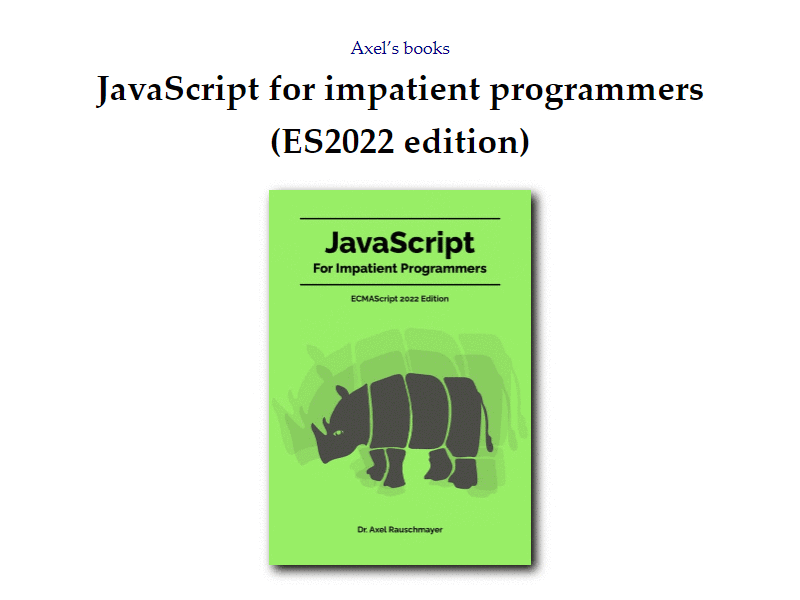 Axel’s books
JavaScript for impatient programmers
(ES2022 edition)
JavaScript
For Impatient Programmers
ECMAScript 2022 Edition
Dr. Axel Rauschmayer